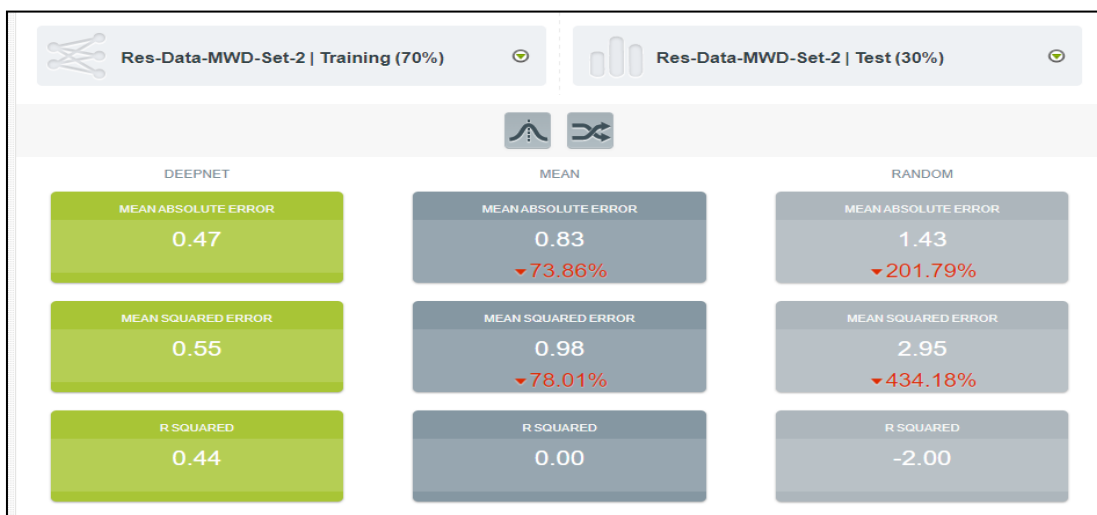 Res-Data-MWD-Set-2 | Training (70%)
Res-Data-MWD-Set-2 | Test (30%)
DEEPNET
MEAN
RANDOM
MEAN ABSOLUTE ERROR
0.47
MEAN ABSOLUTE ERROR
0.83
73.86%
MEAN ABSOLUTE ERROR
1.43
201.79%
MEAN SQUARED ERROR
0.55
MEAN SQUARED ERROR
0.98
78.01%
MEAN SQUARED ERROR
2.95
434.18%
R SQUARED
0.44
R SQUARED
0.00
R SQUARED
-2.00